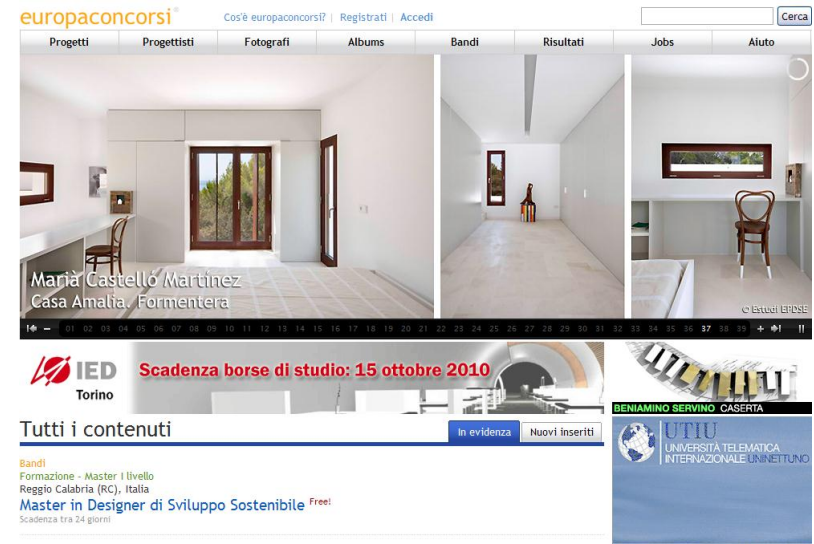 europaconcorsi
Cos'è europaconcorsi? | Registrati | Accedi
Cerca
Progetti Progettisti Fotografi Albums Bandi Risultati Jobs Aiuto
Marià Castelló Martínez
Casa Amalia. Formentera
© Estudi EPDSE
01 02 03 04 05 06 07 08 09 10 11 12 13 14 15 16 17 18 19 20 21 22 23 24 25 26 27 28 29 30 31 32 33 34 35 36 37 38 39
IED
Torino
Scadenza borse di studio: 15 ottobre 2010
BENIAMINO SERVINO CASERTA
Tutti i contenuti
In evidenza Nuovi inseriti
UTIU
UNIVERSITÀ TELEMATICA
INTERNAZIONALE UNINETTUNO
Bandi
Formazione - Master I livello
Reggio Calabria (RC), Italia
Master in Designer di Sviluppo Sostenibile Free!
Scadenza tra 24 giorni